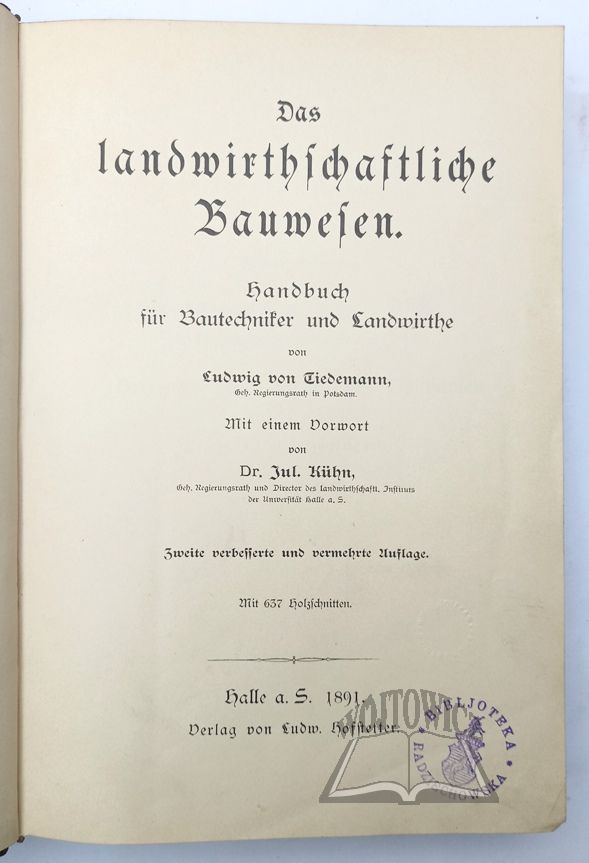 Das
landwirthschaftliche
Bauwesen.
Handbuch
für Bautechniker und Landwirthe
von
Ludwig von Tiedemann,
Geh. Regierungsrath in Potsdam.
Mit einem Vorwort
von
Dr. Jul. Kühn,
Geh. Regierungsrath und Director des landwirthschaftl. Instituts
der Universität Halle a. S.
Zweite verbesserte und vermehrte Auflage.
Mit 637 Holzschnitten.
Halle a. S. 1891.
Verlag von Ludw. Hofstetter.
WÓJTOWICZ
BIBLJOTEKA